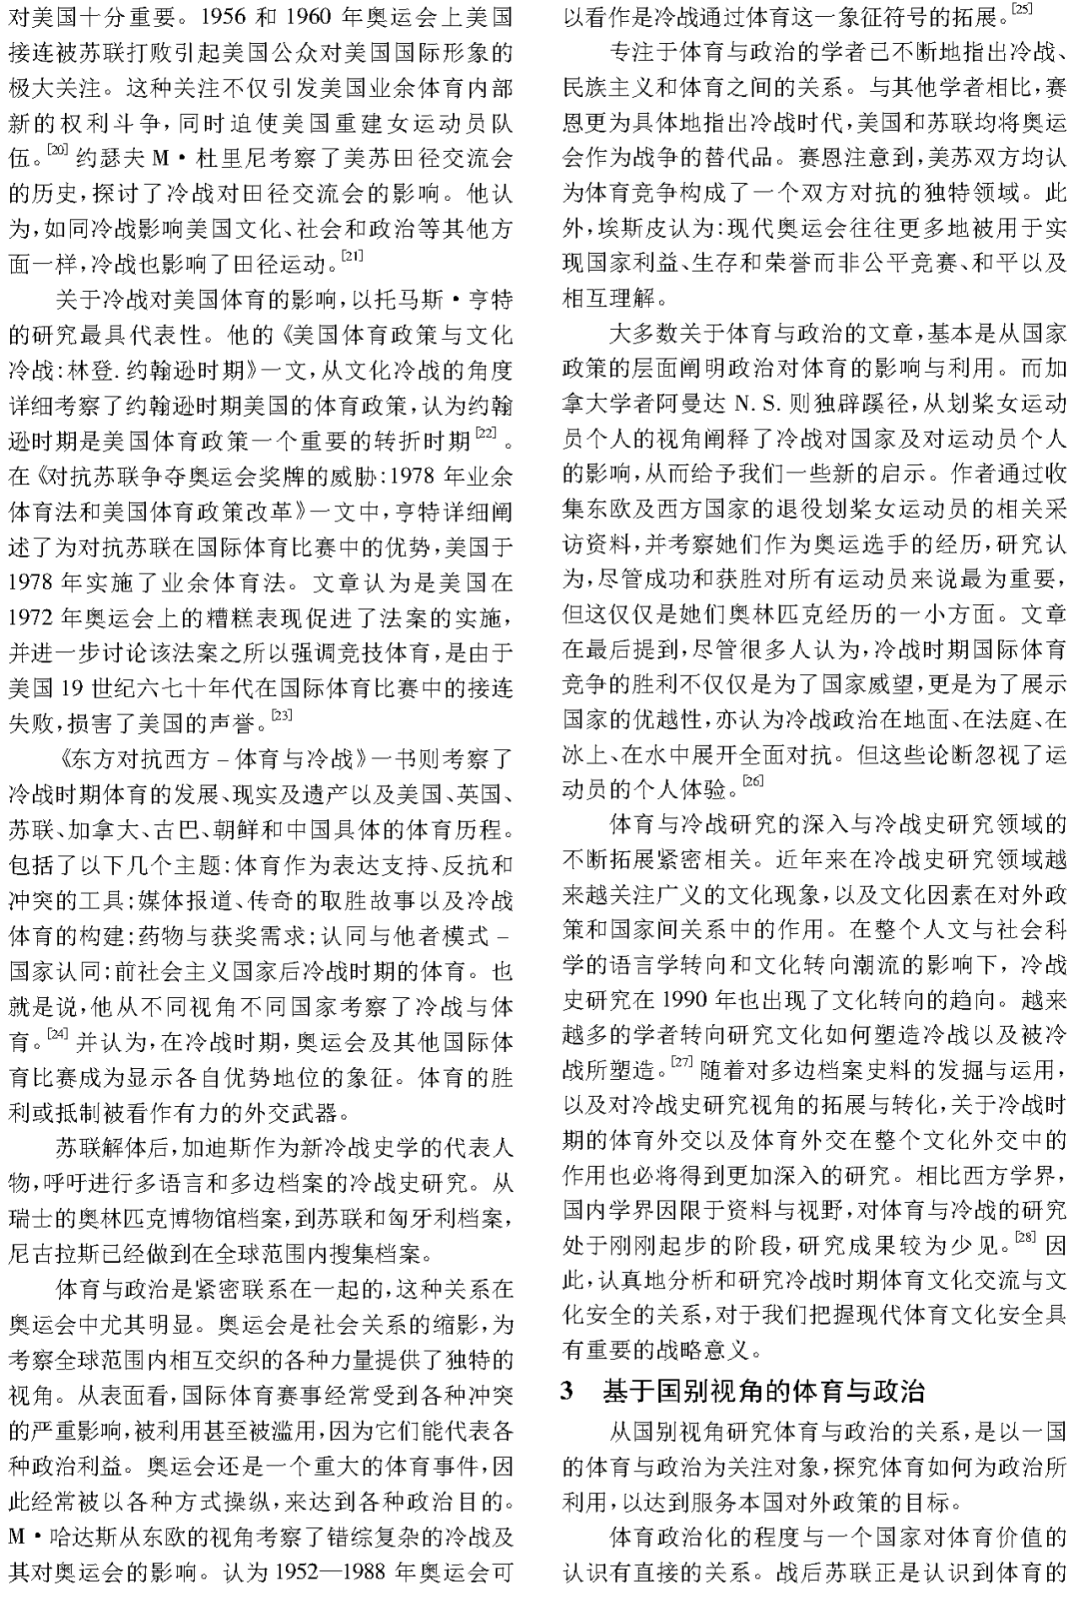 对美国十分重要。1956 和 1960 年奥运会上美国
接连被苏联打败引起美国公众对美国国际形象的
极大关注。这种关注不仅引发美国业余体育内部
新的权利斗争,同时迫使美国重建女运动员队
伍。[20]约瑟夫 M·杜里尼考察了美苏田径交流会
的历史,探讨了冷战对田径交流会的影响。他认
为,如同冷战影响美国文化、社会和政治等其他方
面一样,冷战也影响了田径运动。[21]
关于冷战对美国体育的影响,以托马斯·亨特
的研究最具代表性。他的《美国体育政策与文化
冷战:林登.约翰逊时期》一文,从文化冷战的角度
详细考察了约翰逊时期美国的体育政策,认为约翰
逊时期是美国体育政策一个重要的转折时期[22]。
在《对抗苏联争夺奥运会奖牌的威胁:1978 年业余
体育法和美国体育政策改革》一文中,亨特详细阐
述了为对抗苏联在国际体育比赛中的优势,美国于
1978 年实施了业余体育法。文章认为是美国在
1972 年奥运会上的糟糕表现促进了法案的实施,
并进一步讨论该法案之所以强调竞技体育,是由于
美国 19 世纪六七十年代在国际体育比赛中的接连
失败,损害了美国的声誉。[23]
《东方对抗西方－体育与冷战》一书则考察了
冷战时期体育的发展、现实及遗产以及美国、英国、
苏联、加拿大、古巴、朝鲜和中国具体的体育历程。
包括了以下几个主题:体育作为表达支持、反抗和
冲突的工具;媒体报道、传奇的取胜故事以及冷战
体育的构建;药物与获奖需求;认同与他者模式－
国家认同;前社会主义国家后冷战时期的体育。也
就是说,他从不同视角不同国家考察了冷战与体
育。[24]并认为,在冷战时期,奥运会及其他国际体
育比赛成为显示各自优势地位的象征。体育的胜
利或抵制被看作有力的外交武器。
苏联解体后,加迪斯作为新冷战史学的代表人
物,呼吁进行多语言和多边档案的冷战史研究。从
瑞士的奥林匹克博物馆档案,到苏联和匈牙利档案,
尼古拉斯已经做到在全球范围内搜集档案。
体育与政治是紧密联系在一起的,这种关系在
奥运会中尤其明显。奥运会是社会关系的缩影,为
考察全球范围内相互交织的各种力量提供了独特的
视角。从表面看,国际体育赛事经常受到各种冲突
的严重影响,被利用甚至被滥用,因为它们能代表各
种政治利益。奥运会还是一个重大的体育事件,因
此经常被以各种方式操纵,来达到各种政治目的。
M·哈达斯从东欧的视角考察了错综复杂的冷战及
其对奥运会的影响。认为 1952—1988 年奥运会可
以看作是冷战通过体育这一象征符号的拓展。[25]
专注于体育与政治的学者已不断地指出冷战、
民族主义和体育之间的关系。与其他学者相比,赛
恩更为具体地指出冷战时代,美国和苏联均将奥运
会作为战争的替代品。赛恩注意到,美苏双方均认
为体育竞争构成了一个双方对抗的独特领域。此
外,埃斯皮认为:现代奥运会往往更多地被用于实
现国家利益、生存和荣誉而非公平竞赛、和平以及
相互理解。
大多数关于体育与政治的文章,基本是从国家
政策的层面阐明政治对体育的影响与利用。而加
拿大学者阿曼达 N. S. 则独辟蹊径,从划桨女运动
员个人的视角阐释了冷战对国家及对运动员个人
的影响,从而给予我们一些新的启示。作者通过收
集东欧及西方国家的退役划桨女运动员的相关采
访资料,并考察她们作为奥运选手的经历,研究认
为,尽管成功和获胜对所有运动员来说最为重要,
但这仅仅是她们奥林匹克经历的一小方面。文章
在最后提到,尽管很多人认为,冷战时期国际体育
竞争的胜利不仅仅是为了国家威望,更是为了展示
国家的优越性,亦认为冷战政治在地面、在法庭、在
冰上、在水中展开全面对抗。但这些论断忽视了运
动员的个人体验。[26]
体育与冷战研究的深入与冷战史研究领域的
不断拓展紧密相关。近年来在冷战史研究领域越
来越关注广义的文化现象,以及文化因素在对外政
策和国家间关系中的作用。在整个人文与社会科
学的语言学转向和文化转向潮流的影响下，冷战
史研究在 1990 年也出现了文化转向的趋向。越来
越多的学者转向研究文化如何塑造冷战以及被冷
战所塑造。[27]随着对多边档案史料的发掘与运用,
以及对冷战史研究视角的拓展与转化,关于冷战时
期的体育外交以及体育外交在整个文化外交中的
作用也必将得到更加深入的研究。相比西方学界,
国内学界因限于资料与视野,对体育与冷战的研究
处于刚刚起步的阶段,研究成果较为少见。[28]因
此,认真地分析和研究冷战时期体育文化交流与文
化安全的关系,对于我们把握现代体育文化安全具
有重要的战略意义。
3 基于国别视角的体育与政治
从国别视角研究体育与政治的关系,是以一国
的体育与政治为关注对象,探究体育如何为政治所
利用,以达到服务本国对外政策的目标。
体育政治化的程度与一个国家对体育价值的
认识有直接的关系。战后苏联正是认识到体育的